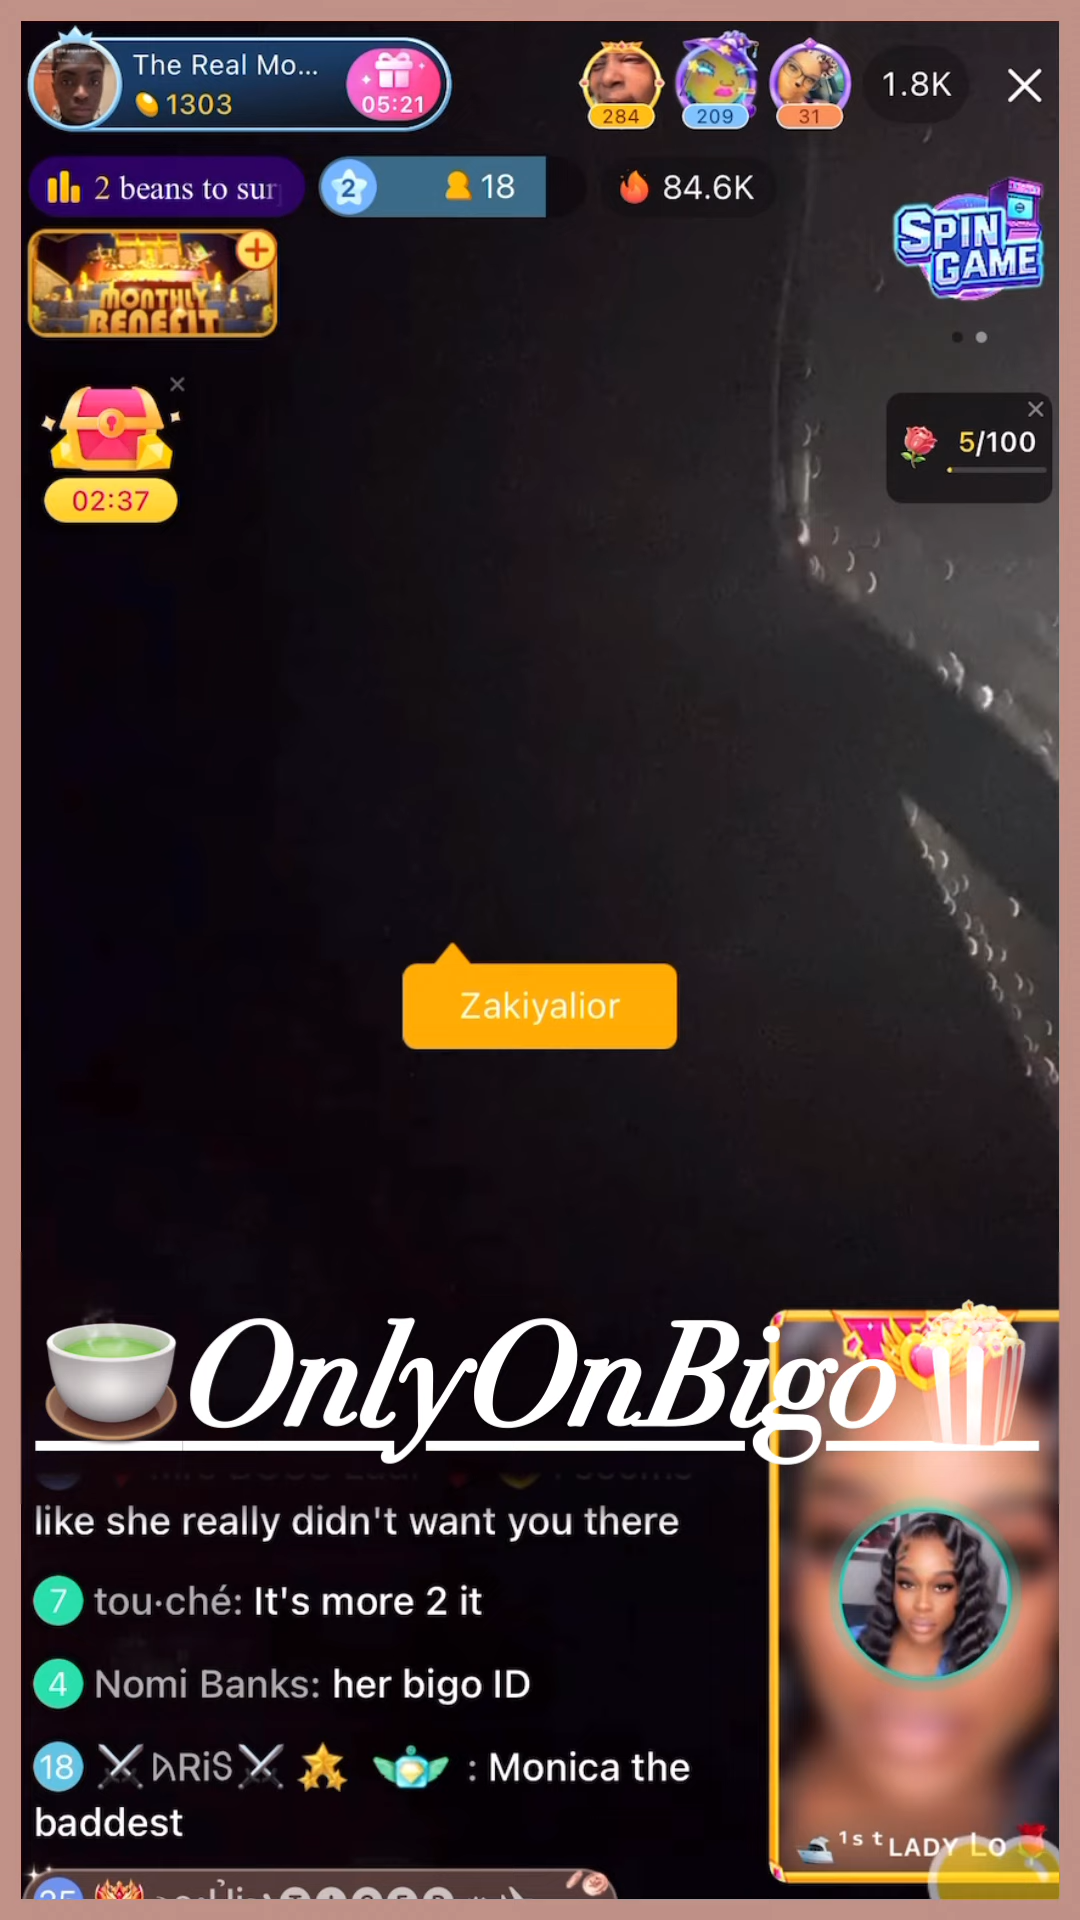 The Real Mo...
1303
05:21
284
209
31
1.8K
2 beans to sur
2
18
84.6K
SPIN
GAME
MONTHLY
BENEFIT
5/100
02:37
Zakiyalior
OnlyOnBigo
like she really didn't want you there
7 tou·ché: It's more 2 it
4 Nomi Banks: her bigo ID
18 ⚔️ ᚢRiS ⚔️ : Monica the
baddest
1st LADY Lo